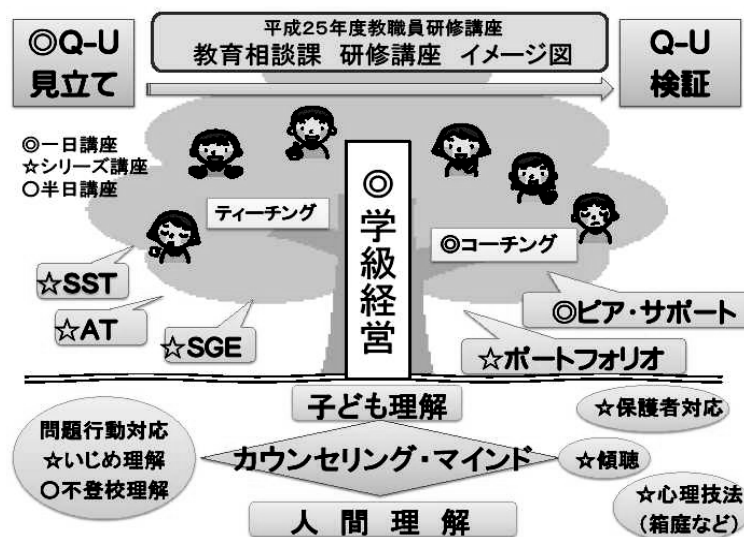 ◎Q-U
見立て
平成25年度教職員研修講座
教育相談課 研修講座 イメージ図
Q-U
検証
◎一日講座
☆シリーズ講座
○半日講座
ティーチング
◎学級経営
◎コーチング
☆SST
☆AT
☆SGE
◎ピア・サポート
☆ポートフォリオ
子ども理解
☆保護者対応
問題行動対応
☆いじめ理解
○不登校理解
カウンセリング・マインド
☆傾聴
人間理解
☆心理技法
(箱庭など)